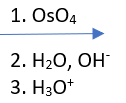 1. OsO₄
2. H₂O, OH⁻
3. H₃O⁺